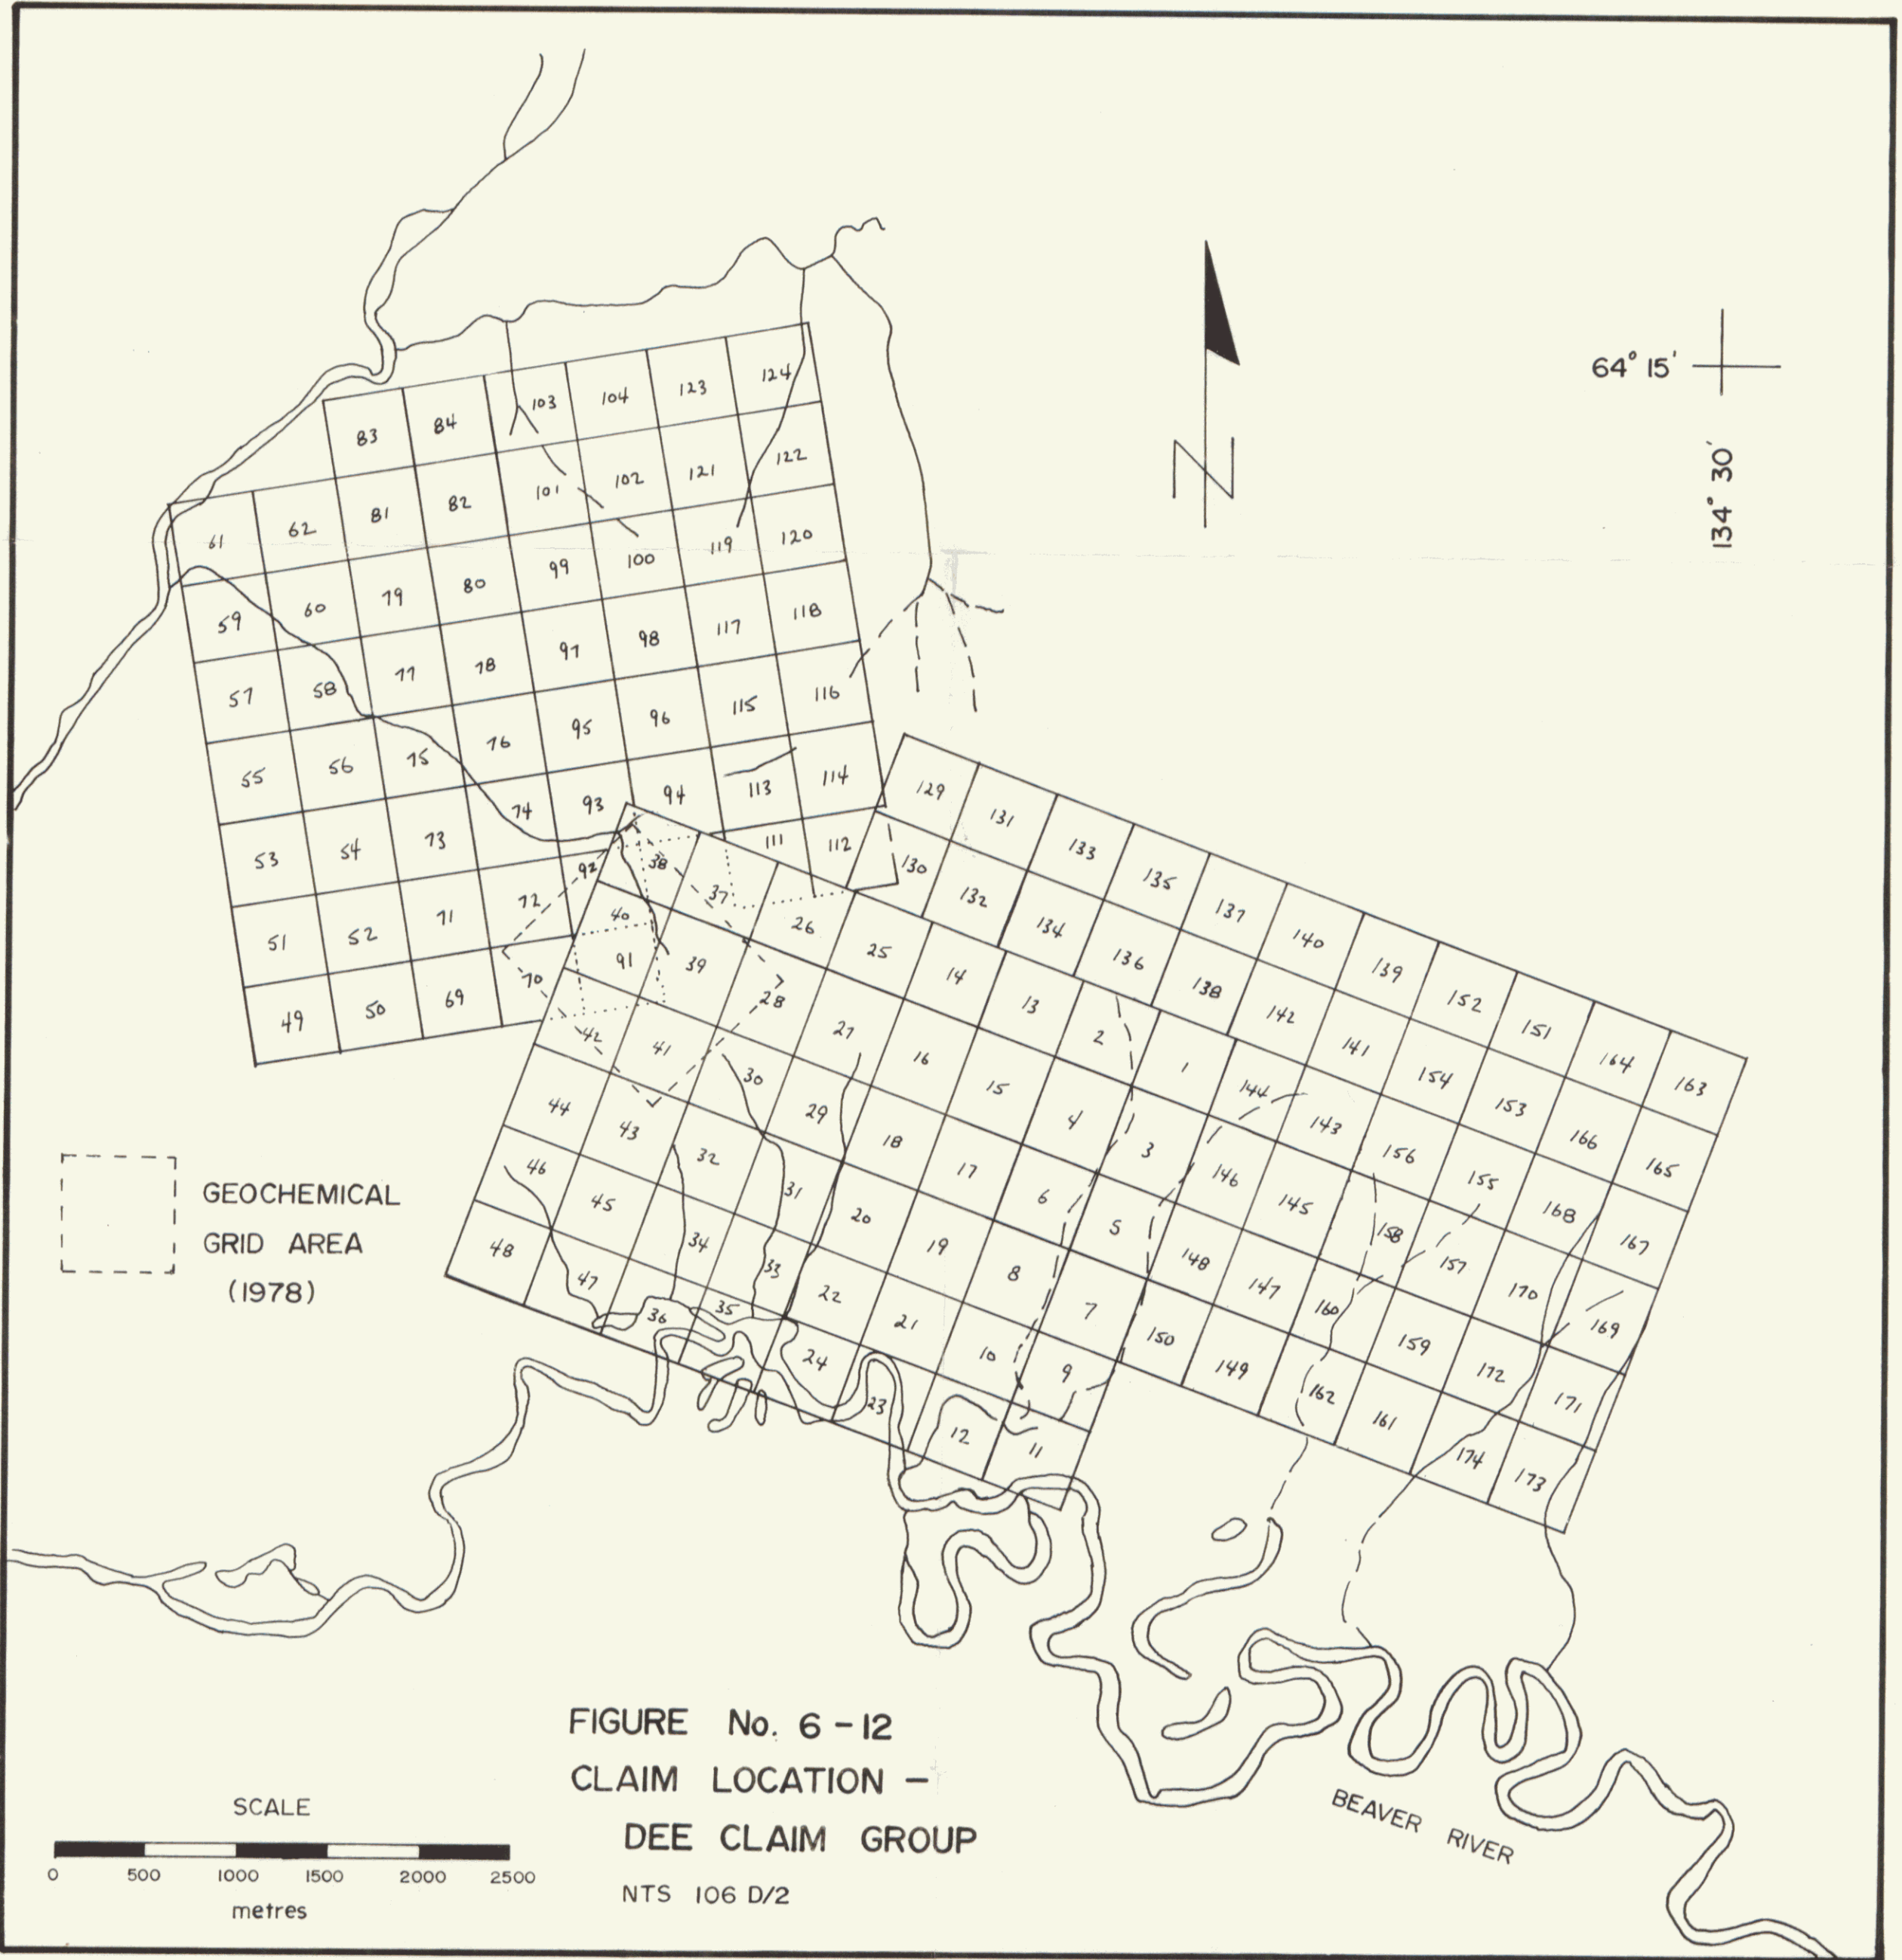 83 84 103 104 123 124
81 82 101 102 121 122
61 62 79 80 99 100 119 120
59 60 77 78 97 98 117 118
57 58 75 76 95 96 115 116
55 56 73 74 93 94 113 114
53 54 71 72 92 111 112
51 52 69 70 91
49 50
129 131 133 135 137 140 139 152 151 164 163
130 132 134 136 138 142 141 154 153 166 165
38 37 26 25 14 13 2 1 144 143 156 155 168 167
40 39 28 27 16 15 4 3 146 145 158 157 170 169
42 41 30 29 18 17 6 5 148 147 160 159 172 171
44 43 32 31 20 19 8 7 150 149 162 161 174 173
46 45 34 33 22 21 10 9
48 47 36 35 24 23 12 11
N
64° 15'
134° 30'
GEOCHEMICAL
GRID AREA
(1978)
BEAVER RIVER
FIGURE No. 6-12
CLAIM LOCATION -
DEE CLAIM GROUP
NTS 106 D/2
SCALE
0 500 1000 1500 2000 2500
metres